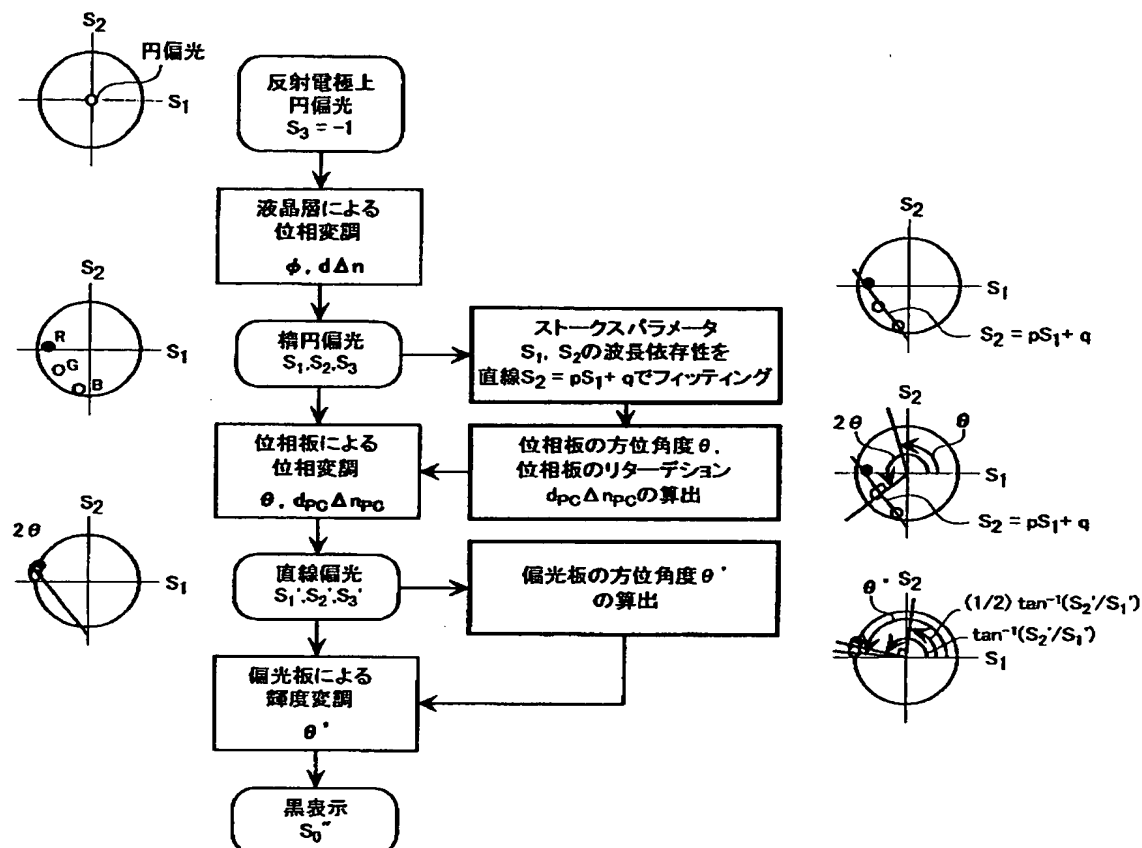 S2
円偏光
S1
反射電極上
円偏光
S3 = -1
液晶層による
位相変調
φ, dΔn
S2
R
G
B
S1
楕円偏光
S1, S2, S3
ストークスパラメータ
S1, S2の波長依存性を
直線S2 = pS1 + qでフィッティング
S2
S1
S2 = pS1 + q
位相板による
位相変調
θ, dPCΔnPC
位相板の方位角度θ,
位相板のリターデション
dPCΔnPCの算出
S2
2θ
θ
S1
S2 = pS1 + q
S2
2θ
S1
直線偏光
S1', S2', S3'
偏光板の方位角度θ'
の算出
S2
θ'
(1/2) tan⁻¹(S2'/S1')
tan⁻¹(S2'/S1')
S1
偏光板による
輝度変調
θ'
黒表示
S0"